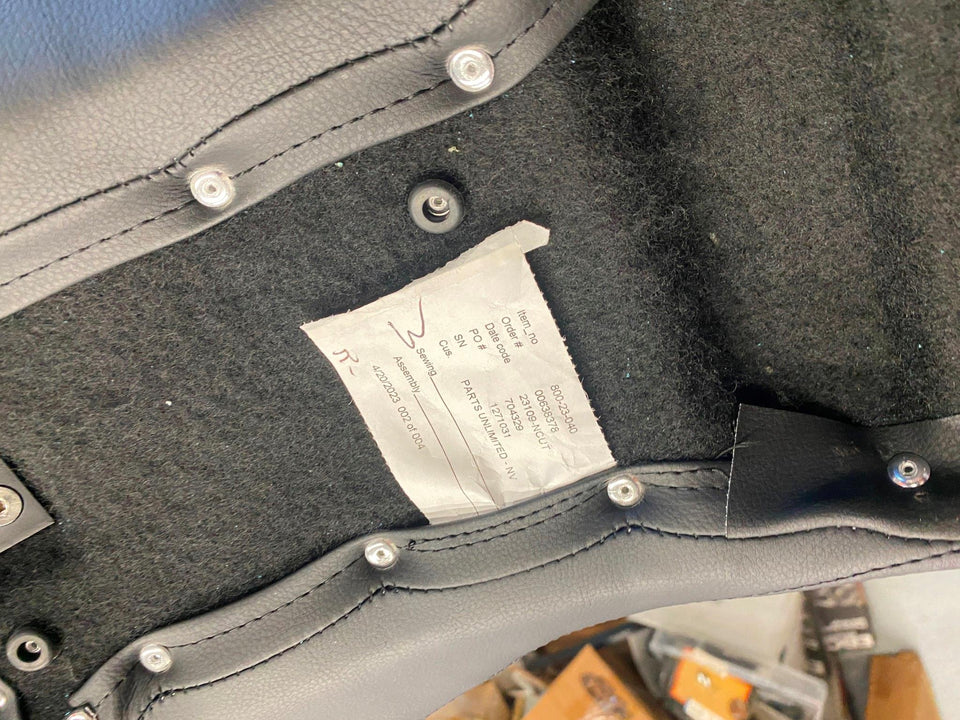 Item_no 800-23-040
Order # 00638378
Date code 23109-NCUT
PO # 704329
SN 1271031
Cus. PARTS UNLIMITED - NV
Sewing
Assembly
4/20/2023 002 of 004